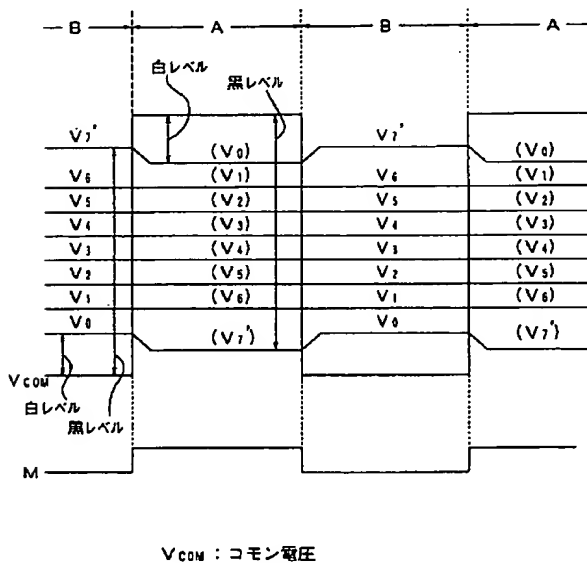 B A B A
白レベル
黒レベル
V7' (V0) V7' (V0)
V6 (V1) V6 (V1)
V5 (V2) V5 (V2)
V4 (V3) V4 (V3)
V3 (V4) V3 (V4)
V2 (V5) V2 (V5)
V1 (V6) V1 (V6)
V0 (V7') V0 (V7')
VCOM
白レベル
黒レベル
M
VCOM : コモン電圧